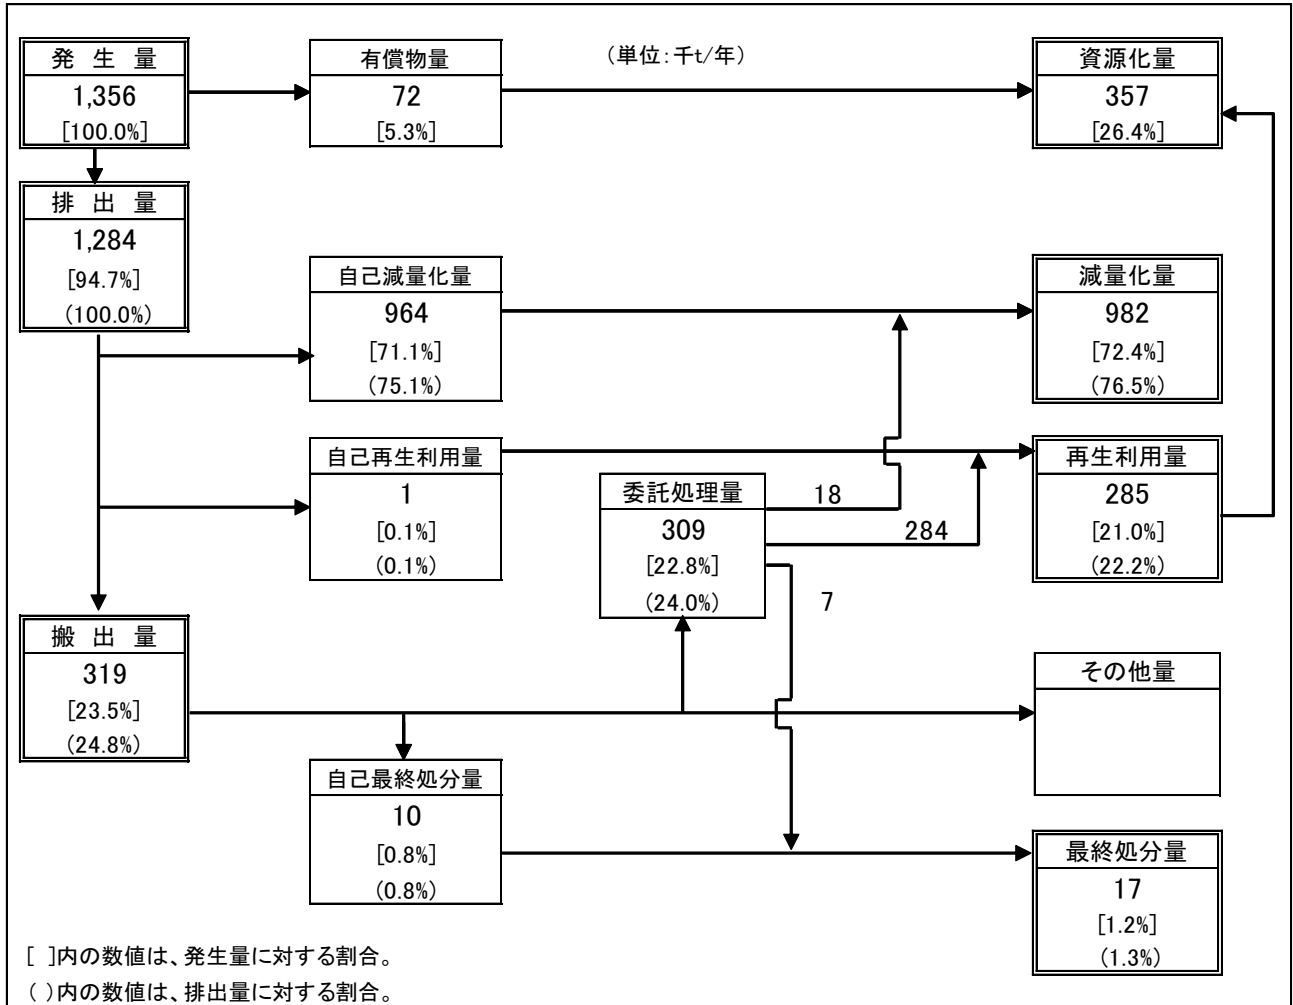 発 生 量
1,356
[100.0%]
有償物量
72
[5.3%]
（単位：千t/年）
資源化量
357
[26.4%]
排 出 量
1,284
[94.7%]
(100.0%)
自己減量化量
964
[71.1%]
(75.1%)
減量化量
982
[72.4%]
(76.5%)
自己再生利用量
1
[0.1%]
(0.1%)
委託処理量
309
[22.8%]
(24.0%)
18
284
7
再生利用量
285
[21.0%]
(22.2%)
搬 出 量
319
[23.5%]
(24.8%)
その他量
自己最終処分量
10
[0.8%]
(0.8%)
最終処分量
17
[1.2%]
(1.3%)
[ ]内の数値は、発生量に対する割合。
( )内の数値は、排出量に対する割合。